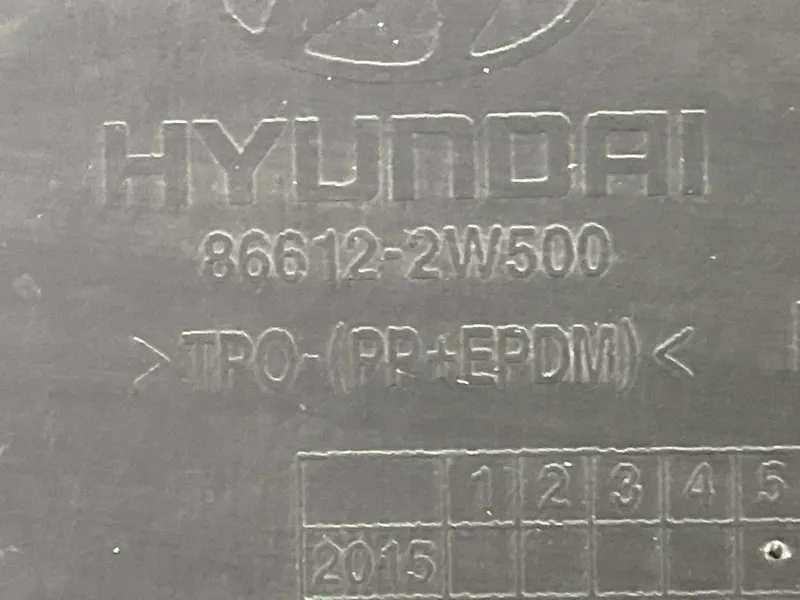 HYUNDAI
86612-2W500
>TPO-(PP+EPDM)<
1 2 3 4 5
2015